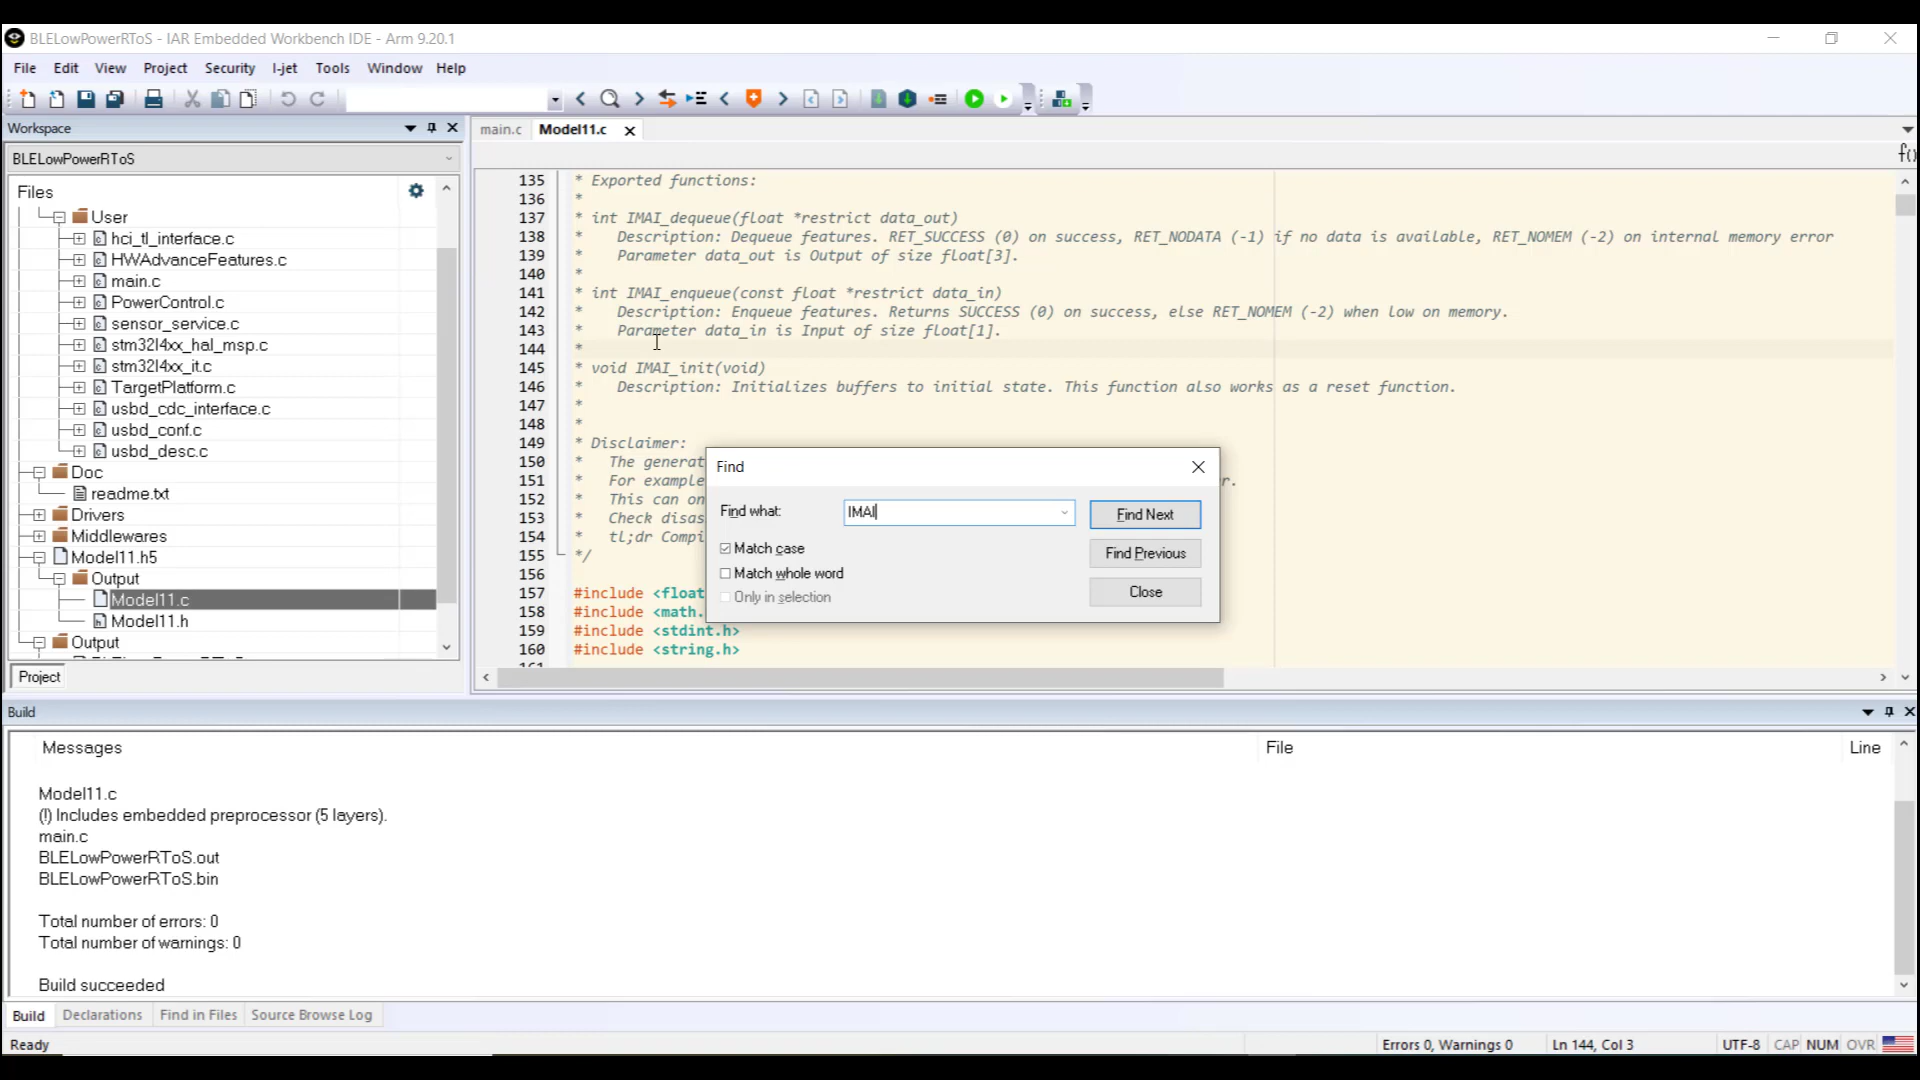 BLELowPowerRToS - IAR Embedded Workbench IDE - Arm 9.20.1
File Edit View Project Security I-jet Tools Window Help
Workspace
main.c Model11.c
BLELowPowerRToS
f()
Files
User
hci_tl_interface.c
HWAdvanceFeatures.c
main.c
PowerControl.c
sensor_service.c
stm32l4xx_hal_msp.c
stm32l4xx_it.c
TargetPlatform.c
usbd_cdc_interface.c
usbd_conf.c
usbd_desc.c
Doc
readme.txt
Drivers
Middlewares
Model11.h5
Output
Model11.c
Model11.h
Output
Project
135 * Exported functions:
136 *
137 * int IMAI_dequeue(float *restrict data_out)
138 * Description: Dequeue features. RET_SUCCESS (0) on success, RET_NODATA (-1) if no data is available, RET_NOMEM (-2) on internal memory error
139 * Parameter data_out is Output of size float[3].
140 *
141 * int IMAI_enqueue(const float *restrict data_in)
142 * Description: Enqueue features. Returns SUCCESS (0) on success, else RET_NOMEM (-2) when low on memory.
143 * Parameter data_in is Input of size float[1].
144 *
145 * void IMAI_init(void)
146 * Description: Initializes buffers to initial state. This function also works as a reset function.
147 *
148 *
149 * Disclaimer:
150 * The generat
151 * For example r.
152 * This can on
153 * Check disas
154 * tl;dr Compi
155 */
156
157 #include <float
158 #include <math.
159 #include <stdint.h>
160 #include <string.h>
161
Find
Find what: IMAI Find Next
Match case Find Previous
Match whole word
Only in selection Close
Build
Messages File Line
Model11.c
(!) Includes embedded preprocessor (5 layers).
main.c
BLELowPowerRToS.out
BLELowPowerRToS.bin
Total number of errors: 0
Total number of warnings: 0
Build succeeded
Build Declarations Find in Files Source Browse Log
Ready Errors 0, Warnings 0 Ln 144, Col 3 UTF-8 CAP NUM OVR